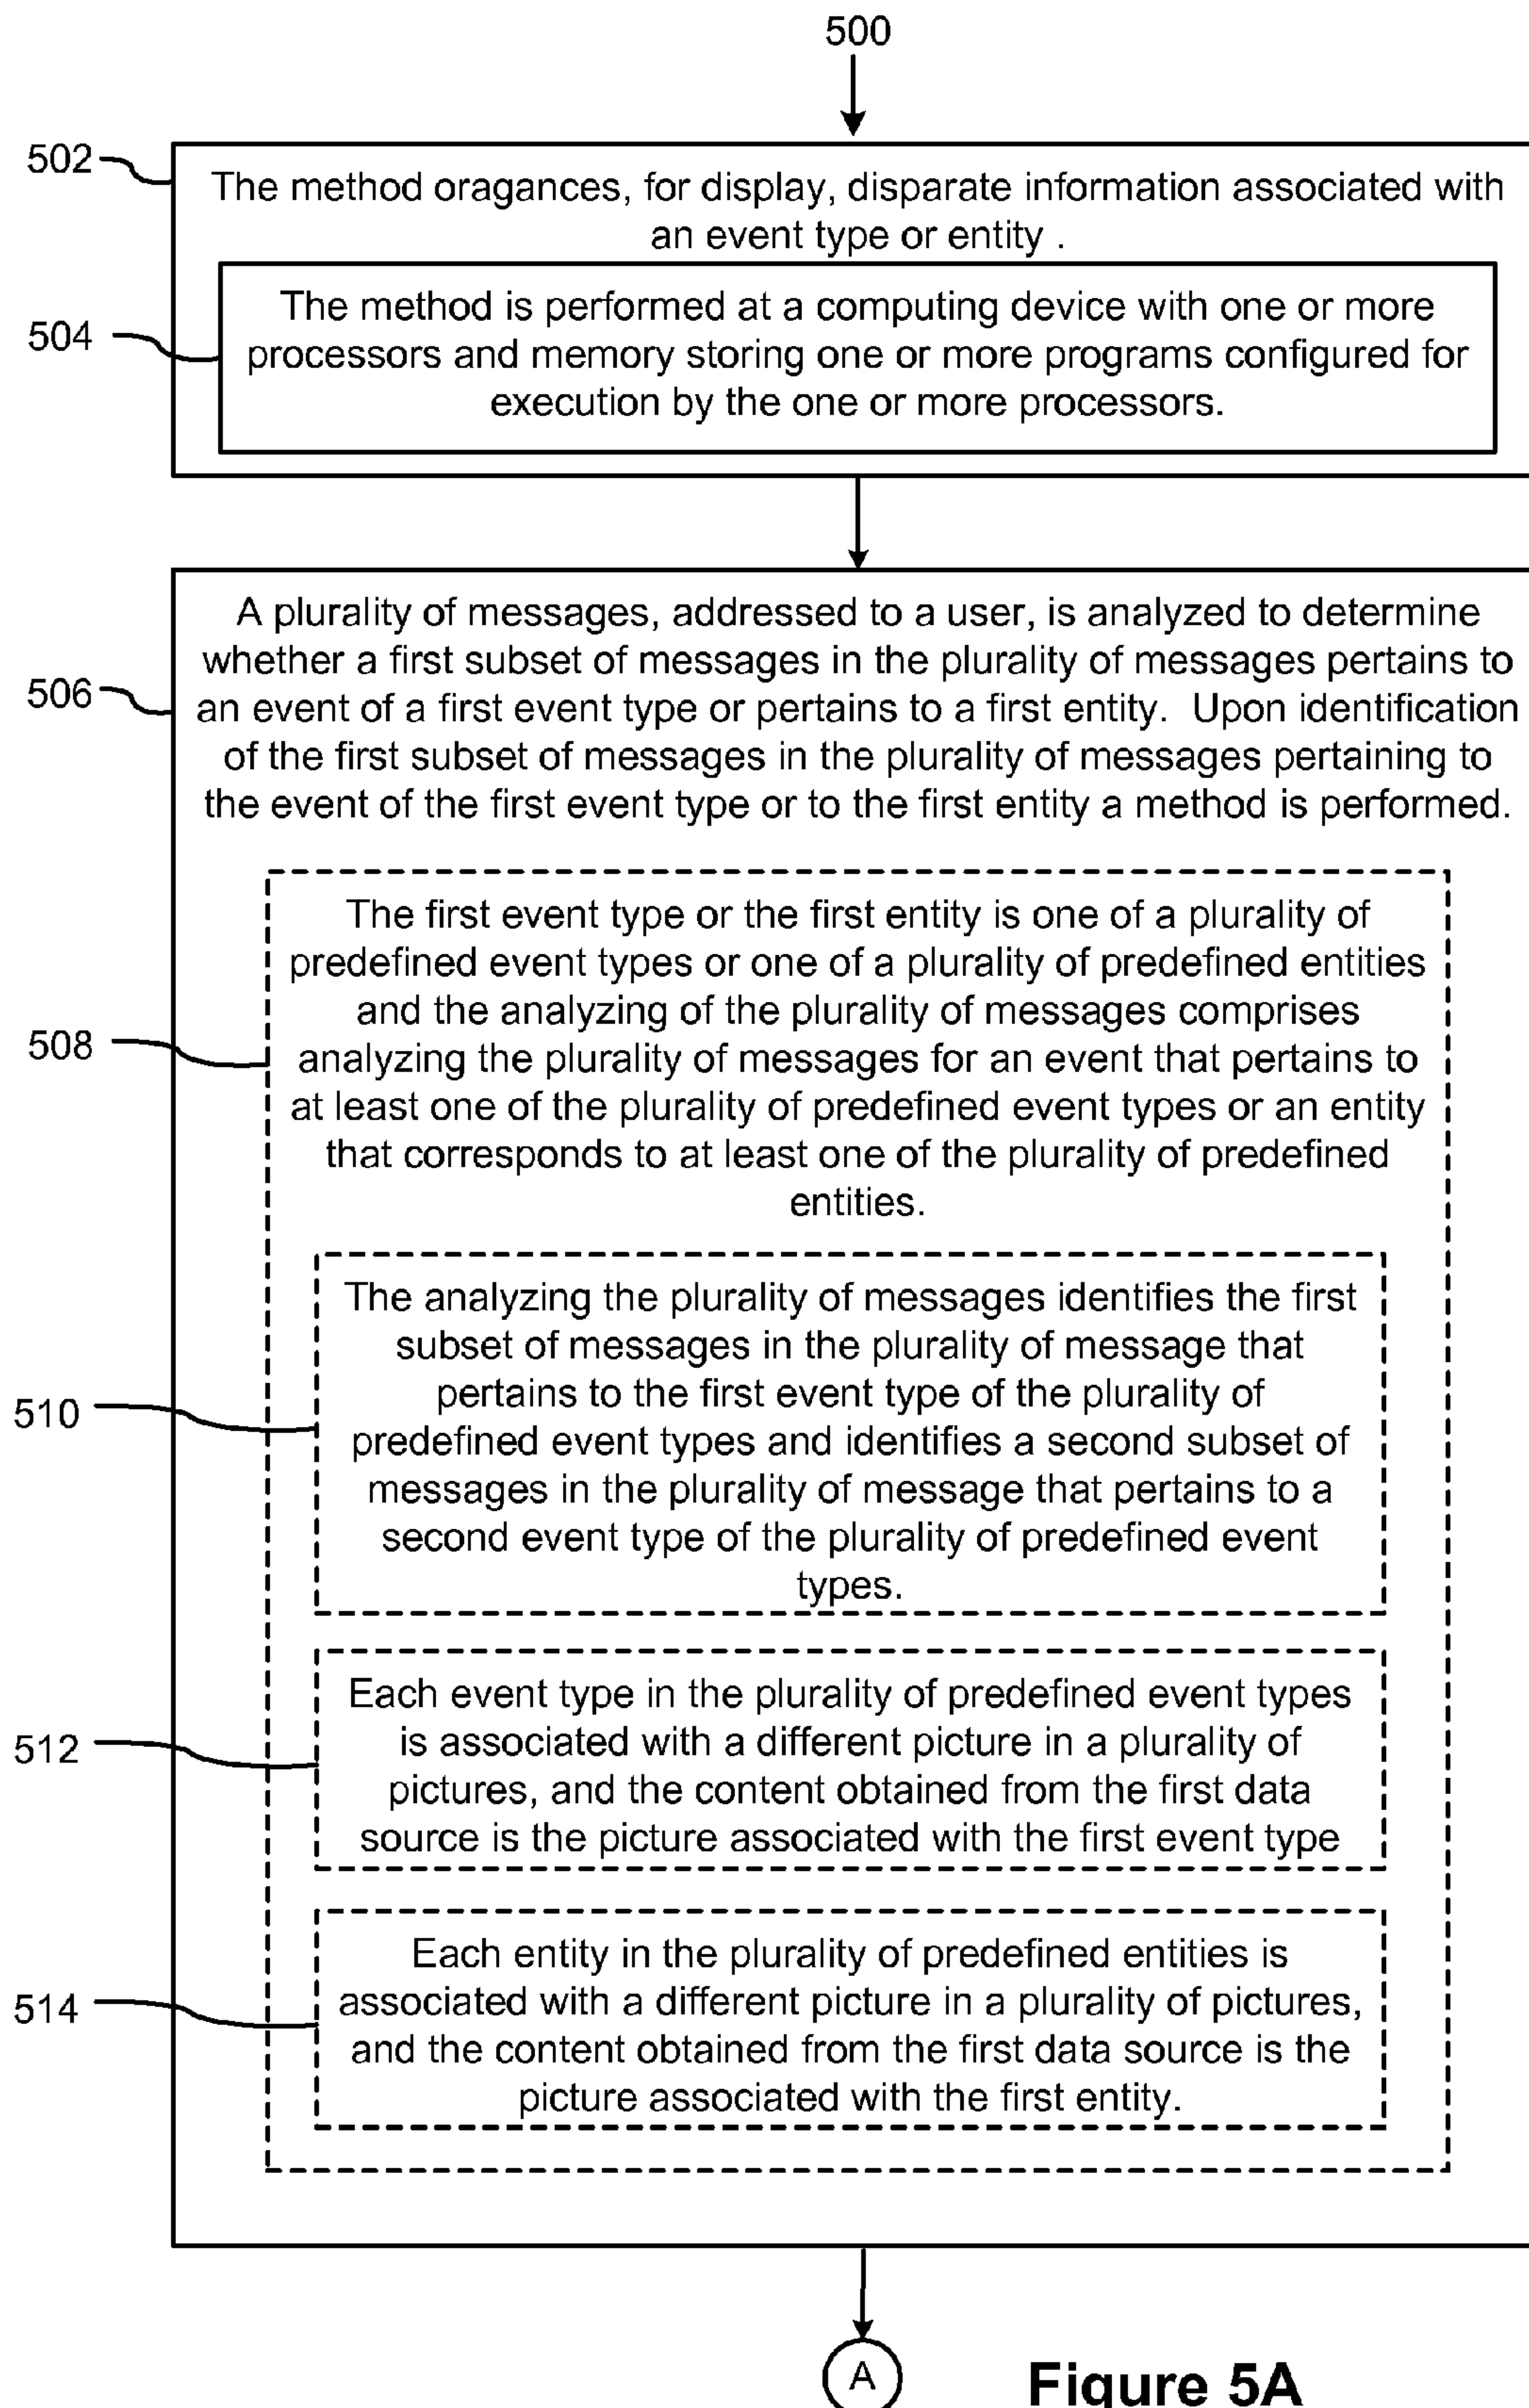 500
502
The method oragances, for display, disparate information associated with
an event type or entity .
504
The method is performed at a computing device with one or more
processors and memory storing one or more programs configured for
execution by the one or more processors.
506
A plurality of messages, addressed to a user, is analyzed to determine
whether a first subset of messages in the plurality of messages pertains to
an event of a first event type or pertains to a first entity.  Upon identification
of the first subset of messages in the plurality of messages pertaining to
the event of the first event type or to the first entity a method is performed.
508
The first event type or the first entity is one of a plurality of
predefined event types or one of a plurality of predefined entities
and the analyzing of the plurality of messages comprises
analyzing the plurality of messages for an event that pertains to
at least one of the plurality of predefined event types or an entity
that corresponds to at least one of the plurality of predefined
entities.
510
The analyzing the plurality of messages identifies the first
subset of messages in the plurality of message that
pertains to the first event type of the plurality of
predefined event types and identifies a second subset of
messages in the plurality of message that pertains to a
second event type of the plurality of predefined event
types.
512
Each event type in the plurality of predefined event types
is associated with a different picture in a plurality of
pictures, and the content obtained from the first data
source is the picture associated with the first event type
514
Each entity in the plurality of predefined entities is
associated with a different picture in a plurality of pictures,
and the content obtained from the first data source is the
picture associated with the first entity.
A
Figure 5A